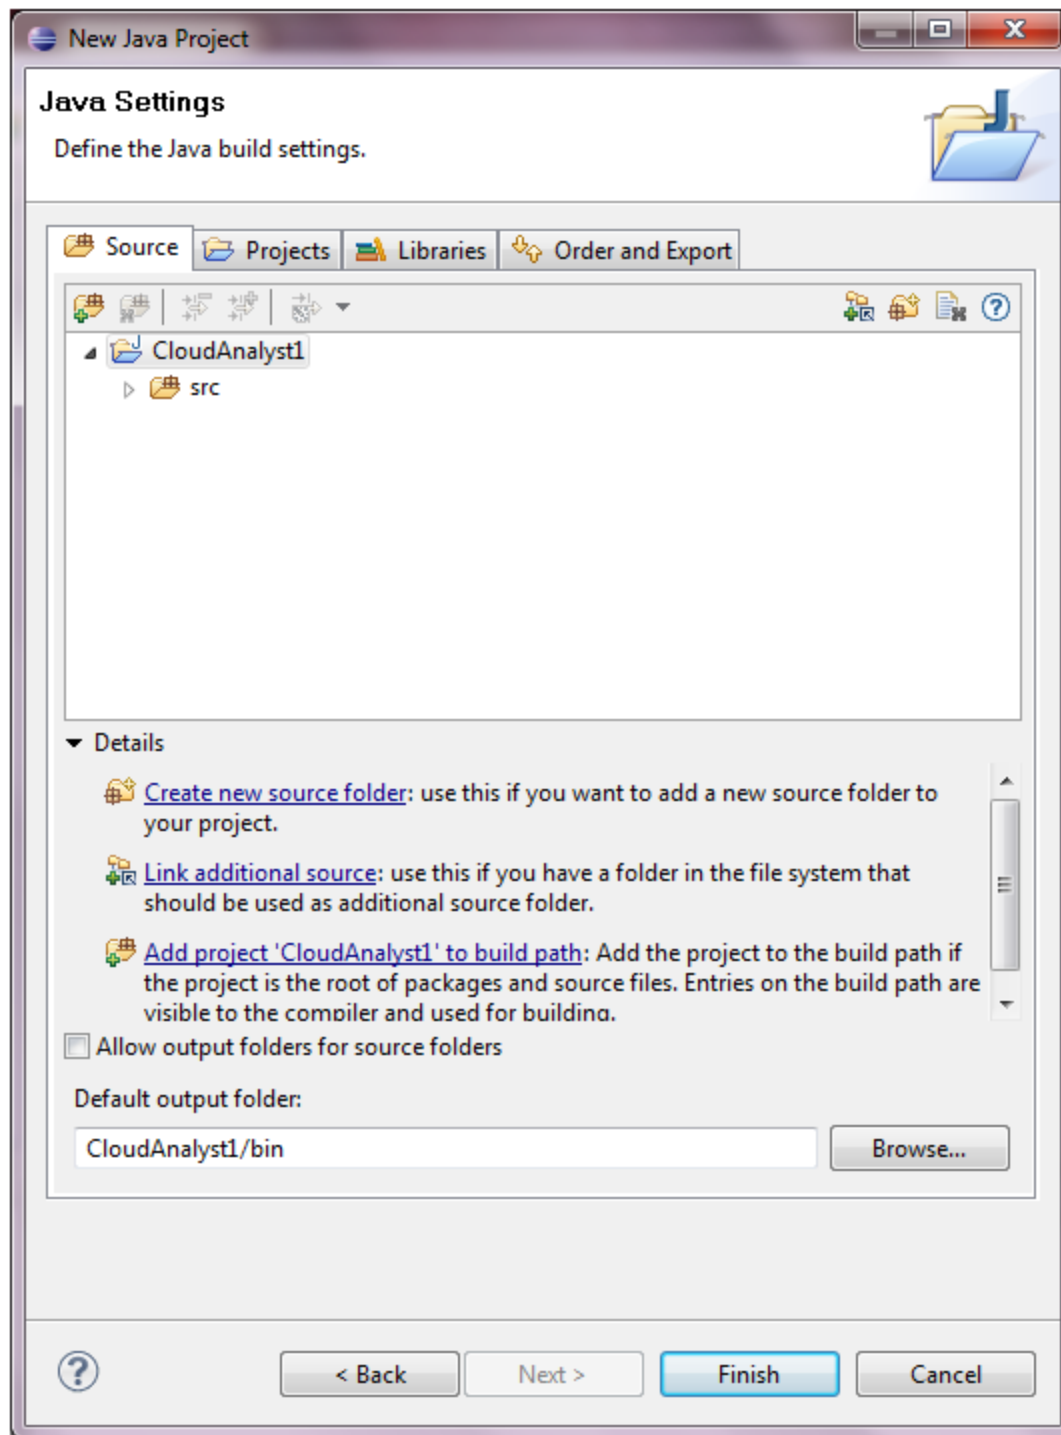 New Java Project
Java Settings
Define the Java build settings.
Source Projects Libraries Order and Export
CloudAnalyst1
src
Details
Create new source folder: use this if you want to add a new source folder to
your project.
Link additional source: use this if you have a folder in the file system that
should be used as additional source folder.
Add project 'CloudAnalyst1' to build path: Add the project to the build path if
the project is the root of packages and source files. Entries on the build path are
visible to the compiler and used for building.
Allow output folders for source folders
Default output folder:
CloudAnalyst1/bin Browse...
< Back Next > Finish Cancel